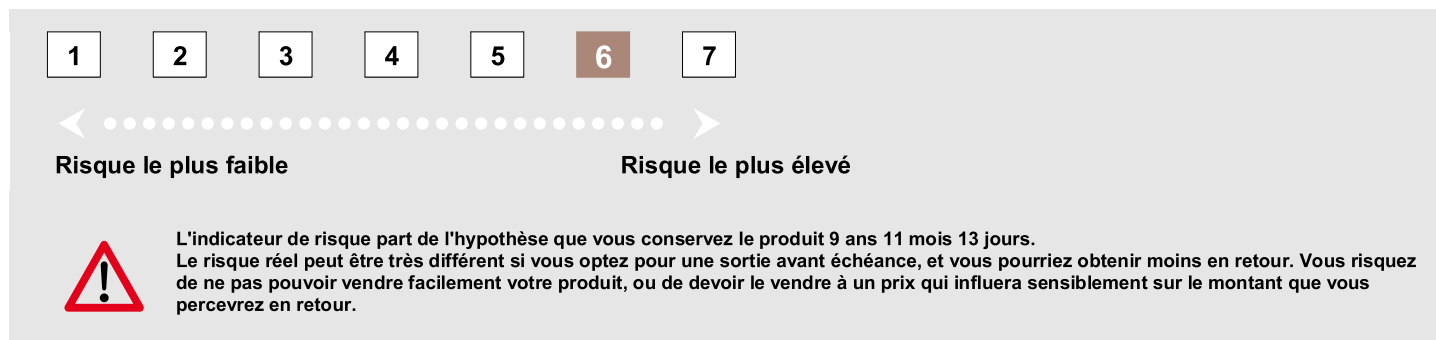 1 2 3 4 5 6 7
Risque le plus faible Risque le plus élevé
L'indicateur de risque part de l'hypothèse que vous conservez le produit 9 ans 11 mois 13 jours.
Le risque réel peut être très différent si vous optez pour une sortie avant échéance, et vous pourriez obtenir moins en retour. Vous risquez
de ne pas pouvoir vendre facilement votre produit, ou de devoir le vendre à un prix qui influera sensiblement sur le montant que vous
percevrez en retour.